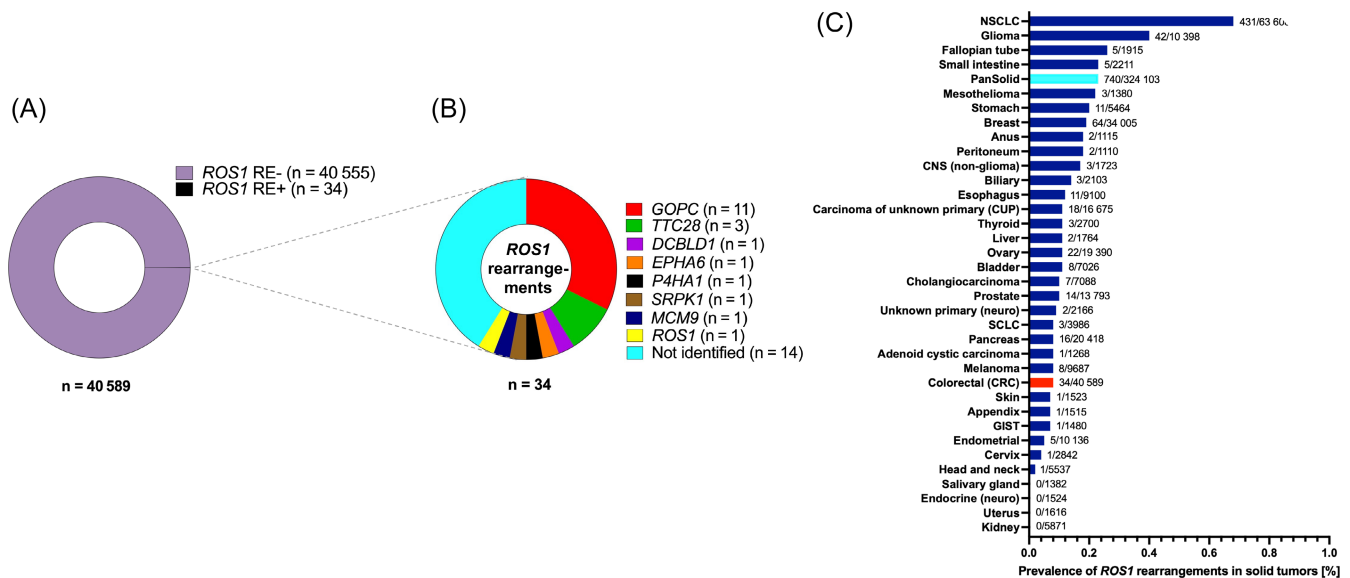 (A)
ROS1 RE- (n = 40 555)
ROS1 RE+ (n = 34)
n = 40 589
(B)
ROS1
rearrange-
ments
GOPC (n = 11)
TTC28 (n = 3)
DCBLD1 (n = 1)
EPHA6 (n = 1)
P4HA1 (n = 1)
SRPK1 (n = 1)
MCM9 (n = 1)
ROS1 (n = 1)
Not identified (n = 14)
n = 34
(C)
NSCLC 431/63
Glioma 42/10 398
Fallopian tube 5/1915
Small intestine 5/2211
PanSolid 740/324 103
Mesothelioma 3/1380
Stomach 11/5464
Breast 64/34 005
Anus 2/1115
Peritoneum 2/1110
CNS (non-glioma) 3/1723
Biliary 3/2103
Esophagus 11/9100
Carcinoma of unknown primary (CUP) 18/16 675
Thyroid 3/2700
Liver 2/1764
Ovary 22/19 390
Bladder 8/7026
Cholangiocarcinoma 7/7088
Prostate 14/13 793
Unknown primary (neuro) 2/2166
SCLC 3/3986
Pancreas 16/20 418
Adenoid cystic carcinoma 1/1268
Melanoma 8/9687
Colorectal (CRC) 34/40 589
Skin 1/1523
Appendix 1/1515
GIST 1/1480
Endometrial 5/10 136
Cervix 1/2842
Head and neck 1/5537
Salivary gland 0/1382
Endocrine (neuro) 0/1524
Uterus 0/1616
Kidney 0/5871
0.0 0.2 0.4 0.6 0.8 1.0
Prevalence of ROS1 rearrangements in solid tumors [%]